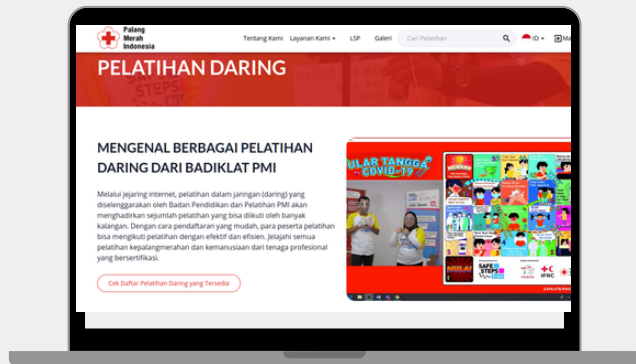 Palang
Merah
Indonesia
Tentang Kami
Layanan Kami
LSP
Galeri
Cari Pelatihan
ID
Ma
PELATIHAN DARING
MENGENAL BERBAGAI PELATIHAN
DARING DARI BADIKLAT PMI
Melalui jejaring internet, pelatihan dalam jaringan (daring) yang
diselenggarakan oleh Badan Pendidikan dan Pelatihan PMI akan
menghadirkan sejumlah pelatihan yang bisa diikuti oleh banyak
kalangan. Dengan cara pendaftaran yang mudah, para peserta pelatihan
bisa mengikuti pelatihan dengan efektif dan efisien. Jelajahi semua
pelatihan kepalangmerahan dan kemanusiaan dari tenaga profesional
yang bersertifikasi.
Cek Daftar Pelatihan Daring yang Tersedia
ULAR TANGGA
COVID-19
MULAI
SAFE
STEPS
KIDS
IFRC